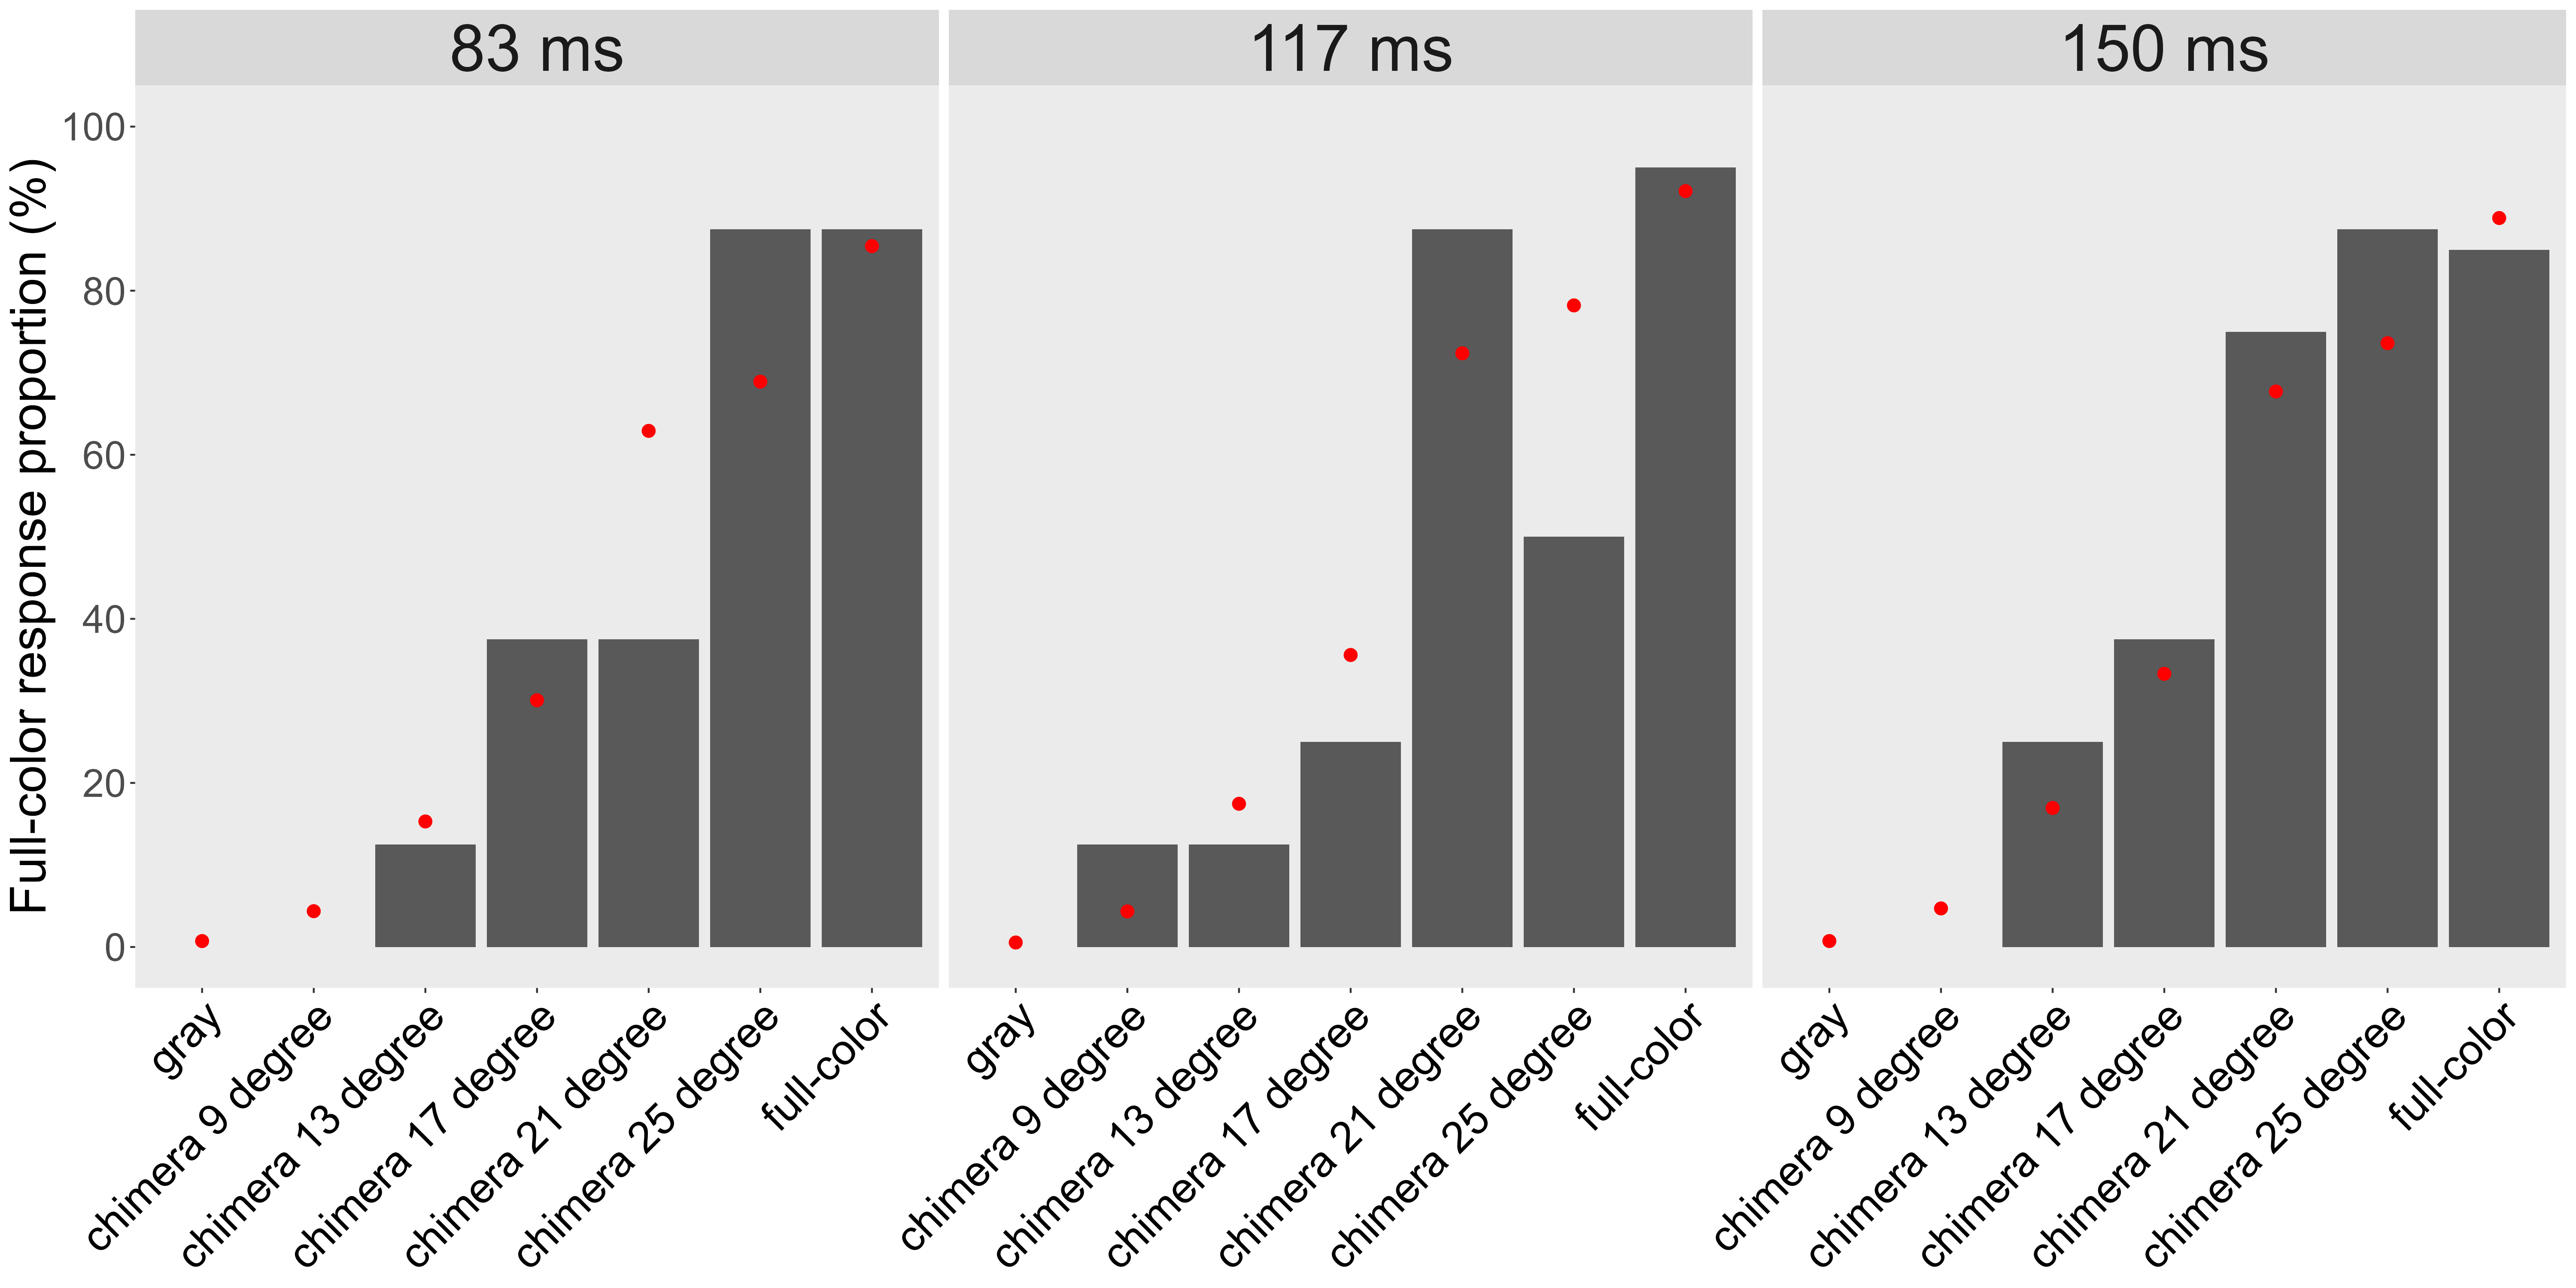 83 ms
117 ms
150 ms
Full-color response proportion (%)
100
80
60
40
20
0
gray
chimera 9 degree
chimera 13 degree
chimera 17 degree
chimera 21 degree
chimera 25 degree
full-color
gray
chimera 9 degree
chimera 13 degree
chimera 17 degree
chimera 21 degree
chimera 25 degree
full-color
gray
chimera 9 degree
chimera 13 degree
chimera 17 degree
chimera 21 degree
chimera 25 degree
full-color